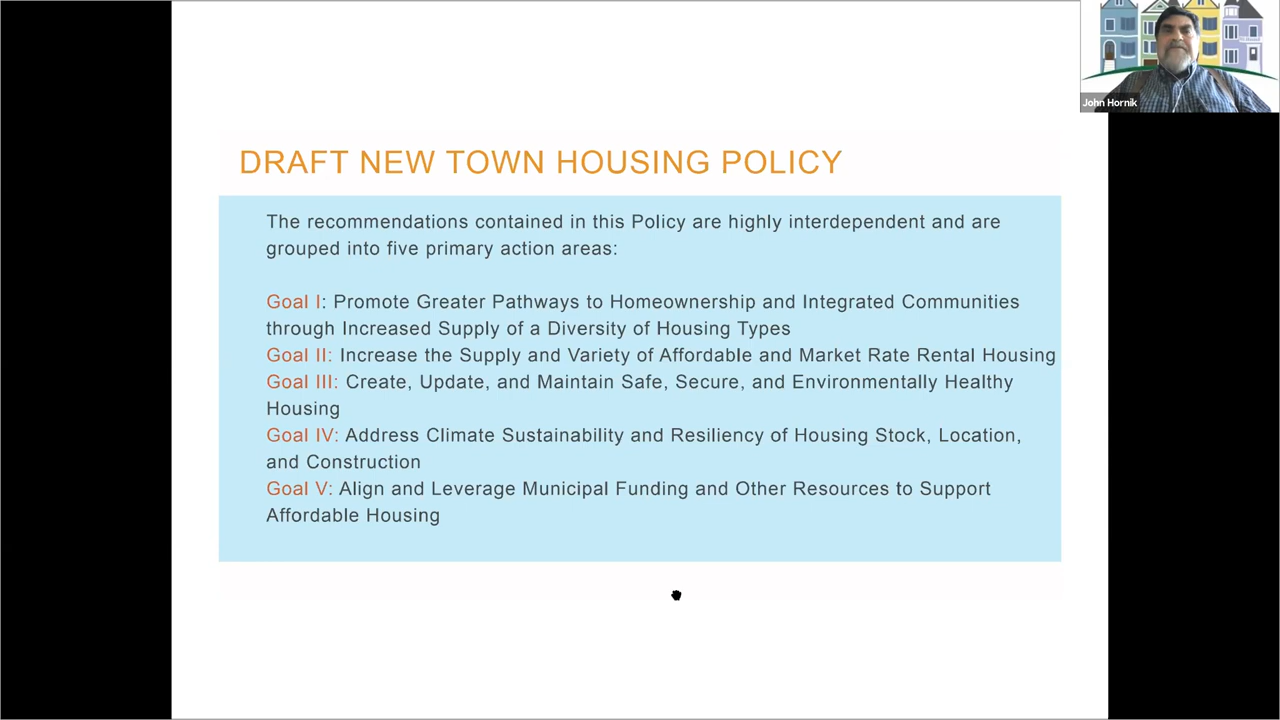 John Hornik
DRAFT NEW TOWN HOUSING POLICY
The recommendations contained in this Policy are highly interdependent and are
grouped into five primary action areas:
Goal I: Promote Greater Pathways to Homeownership and Integrated Communities
through Increased Supply of a Diversity of Housing Types
Goal II: Increase the Supply and Variety of Affordable and Market Rate Rental Housing
Goal III: Create, Update, and Maintain Safe, Secure, and Environmentally Healthy
Housing
Goal IV: Address Climate Sustainability and Resiliency of Housing Stock, Location,
and Construction
Goal V: Align and Leverage Municipal Funding and Other Resources to Support
Affordable Housing